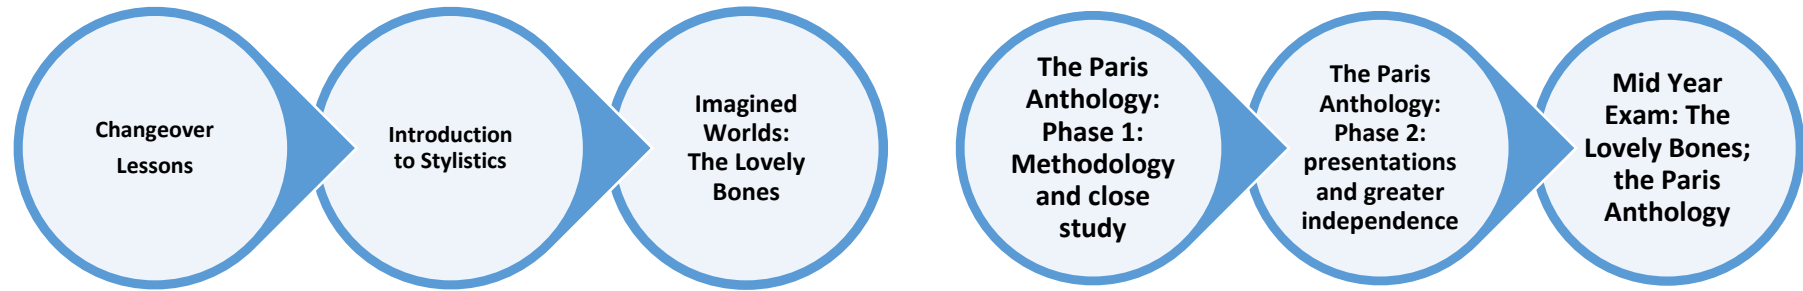 Changeover
Lessons
Introduction
to Stylistics
Imagined
Worlds:
The Lovely
Bones
The Paris
Anthology:
Phase 1:
Methodology
and close
study
The Paris
Anthology:
Phase 2:
presentations
and greater
independence
Mid Year
Exam: The
Lovely Bones;
the Paris
Anthology